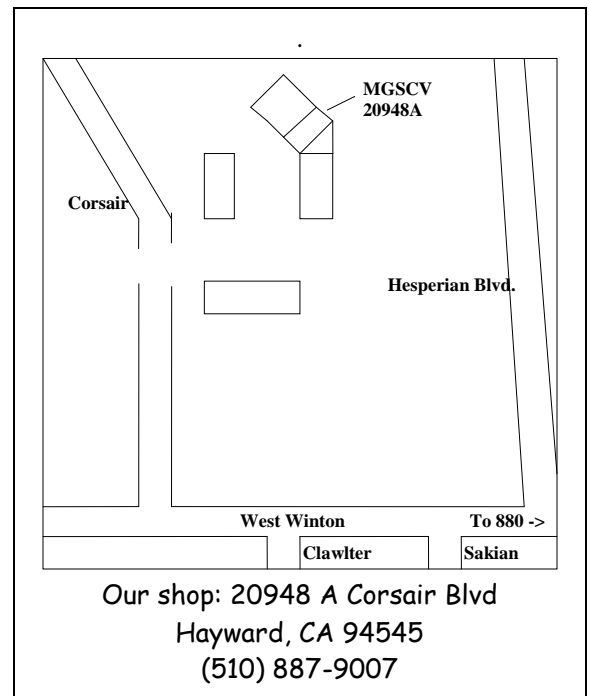 MGSCV
20948A
Corsair
Hesperian Blvd.
West Winton
To 880 ->
Clawlter
Sakian
Our shop: 20948 A Corsair Blvd
Hayward, CA 94545
(510) 887-9007